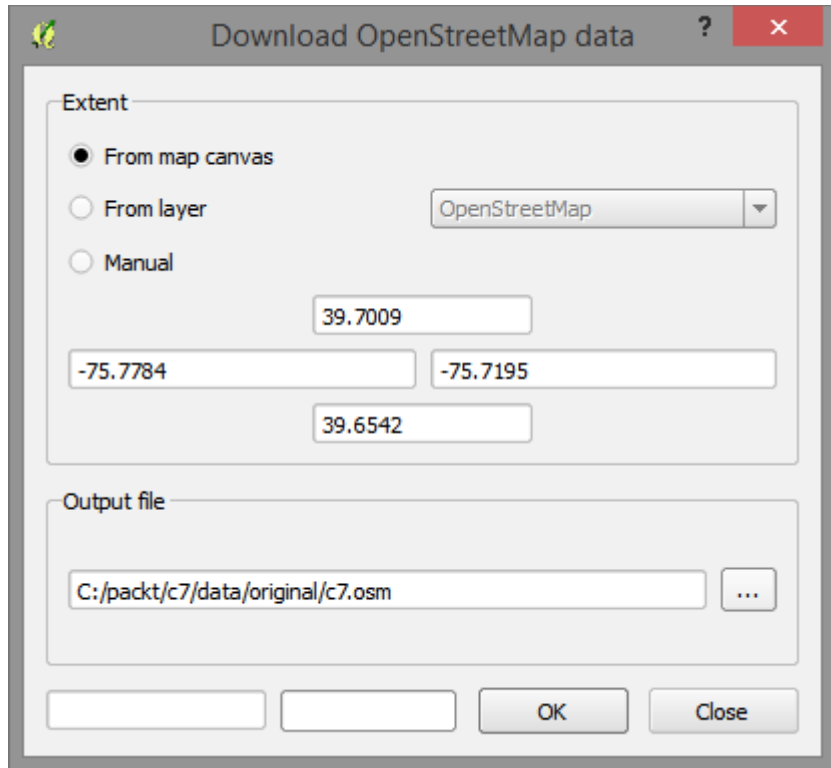 Download OpenStreetMap data ? ×
Extent
From map canvas
From layer OpenStreetMap
Manual
39.7009
-75.7784 -75.7195
39.6542
Output file
C:/packt/c7/data/original/c7.osm ...
OK Close